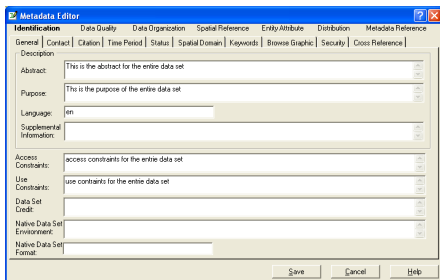 Metadata Editor
Identification Data Quality Data Organization Spatial Reference Entity Attribute Distribution Metadata Reference
General Contact Citation Time Period Status Spatial Domain Keywords Browse Graphic Security Cross Reference
Description
Abstract: This is the abstract for the entire data set
Purpose: Ths is the purpose of the entire data set
Language: en
Supplemental
Information:
Access
Constraints: access constraints for the entrie data set
Use
Constraints: use contraints for the entrie data set
Data Set
Credit:
Native Data Set
Environment:
Native Data Set
Format:
Save Cancel Help